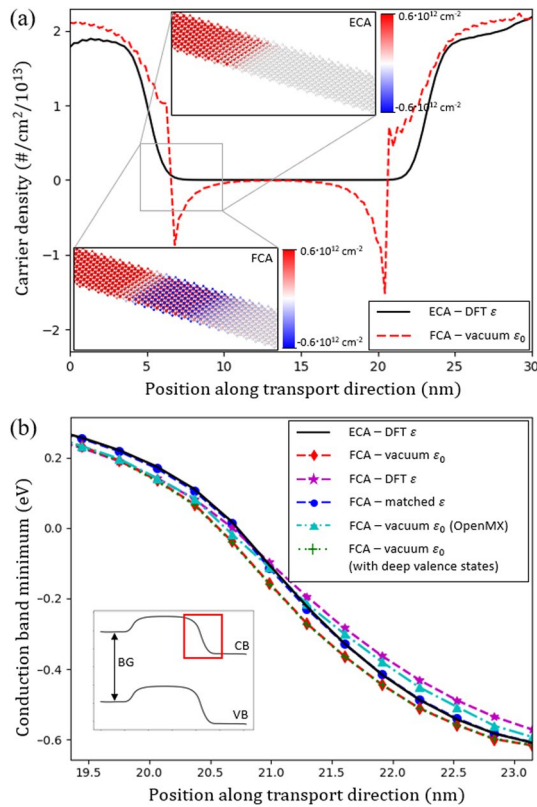 (a)
Carrier density (#/cm²/10¹³)
2
1
0
−1
−2
ECA
0.6·10¹² cm⁻²
-0.6·10¹² cm⁻²
FCA
0.6·10¹² cm⁻²
-0.6·10¹² cm⁻²
ECA – DFT ε
FCA – vacuum ε₀
0 5 10 15 20 25 30
Position along transport direction (nm)
(b)
Conduction band minimum (eV)
0.2
0.0
−0.2
−0.4
−0.6
ECA – DFT ε
FCA – vacuum ε₀
FCA – DFT ε
FCA – matched ε
FCA – vacuum ε₀ (OpenMX)
FCA – vacuum ε₀
(with deep valence states)
BG
CB
VB
19.5 20.0 20.5 21.0 21.5 22.0 22.5 23.0
Position along transport direction (nm)